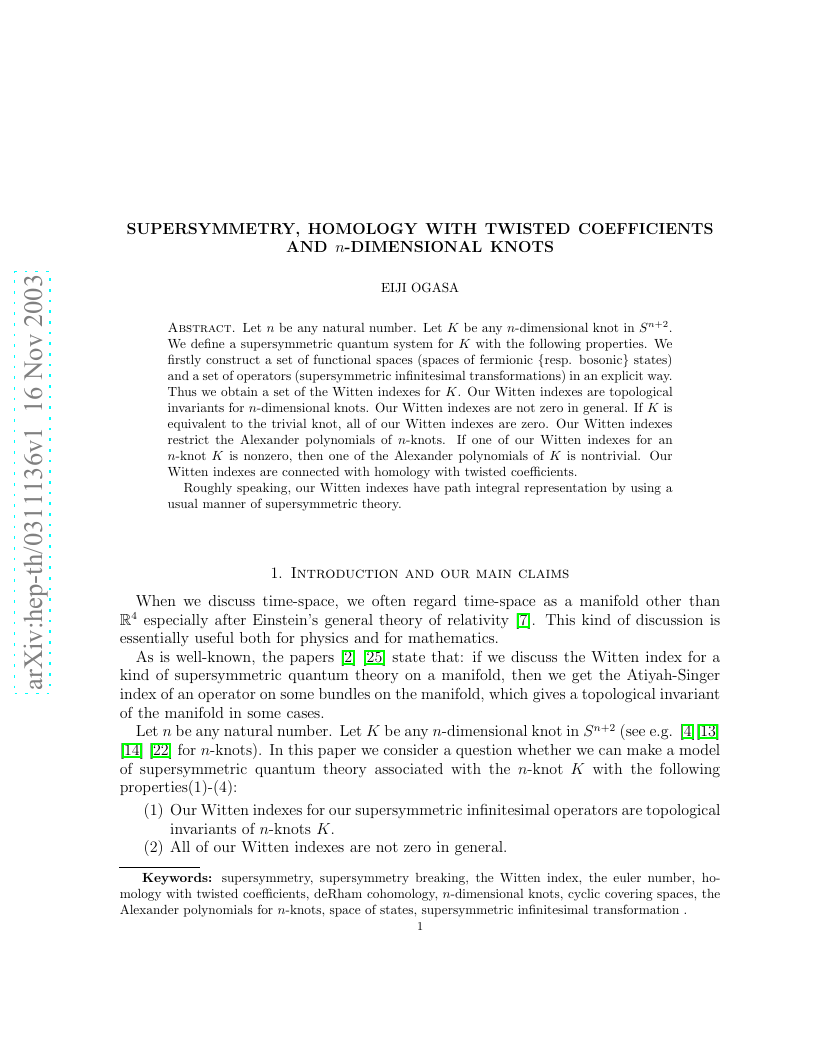 arXiv:hep-th/0311136v1 16 Nov 2003
SUPERSYMMETRY, HOMOLOGY WITH TWISTED COEFFICIENTS
AND n-DIMENSIONAL KNOTS
EIJI OGASA
Abstract. Let n be any natural number. Let K be any n-dimensional knot in S^{n+2}.
We define a supersymmetric quantum system for K with the following properties. We
firstly construct a set of functional spaces (spaces of fermionic {resp. bosonic} states)
and a set of operators (supersymmetric infinitesimal transformations) in an explicit way.
Thus we obtain a set of the Witten indexes for K. Our Witten indexes are topological
invariants for n-dimensional knots. Our Witten indexes are not zero in general. If K is
equivalent to the trivial knot, all of our Witten indexes are zero. Our Witten indexes
restrict the Alexander polynomials of n-knots. If one of our Witten indexes for an
n-knot K is nonzero, then one of the Alexander polynomials of K is nontrivial. Our
Witten indexes are connected with homology with twisted coefficients.
Roughly speaking, our Witten indexes have path integral representation by using a
usual manner of supersymmetric theory.
1. Introduction and our main claims
When we discuss time-space, we often regard time-space as a manifold other than
ℝ^4 especially after Einstein's general theory of relativity [7]. This kind of discussion is
essentially useful both for physics and for mathematics.
As is well-known, the papers [2] [25] state that: if we discuss the Witten index for a
kind of supersymmetric quantum theory on a manifold, then we get the Atiyah-Singer
index of an operator on some bundles on the manifold, which gives a topological invariant
of the manifold in some cases.
Let n be any natural number. Let K be any n-dimensional knot in S^{n+2} (see e.g. [4] [13]
[14] [22] for n-knots). In this paper we consider a question whether we can make a model
of supersymmetric quantum theory associated with the n-knot K with the following
properties(1)-(4):
(1) Our Witten indexes for our supersymmetric infinitesimal operators are topological
invariants of n-knots K.
(2) All of our Witten indexes are not zero in general.
Keywords: supersymmetry, supersymmetry breaking, the Witten index, the euler number, ho-
mology with twisted coefficients, deRham cohomology, n-dimensional knots, cyclic covering spaces, the
Alexander polynomials for n-knots, space of states, supersymmetric infinitesimal transformation .
1